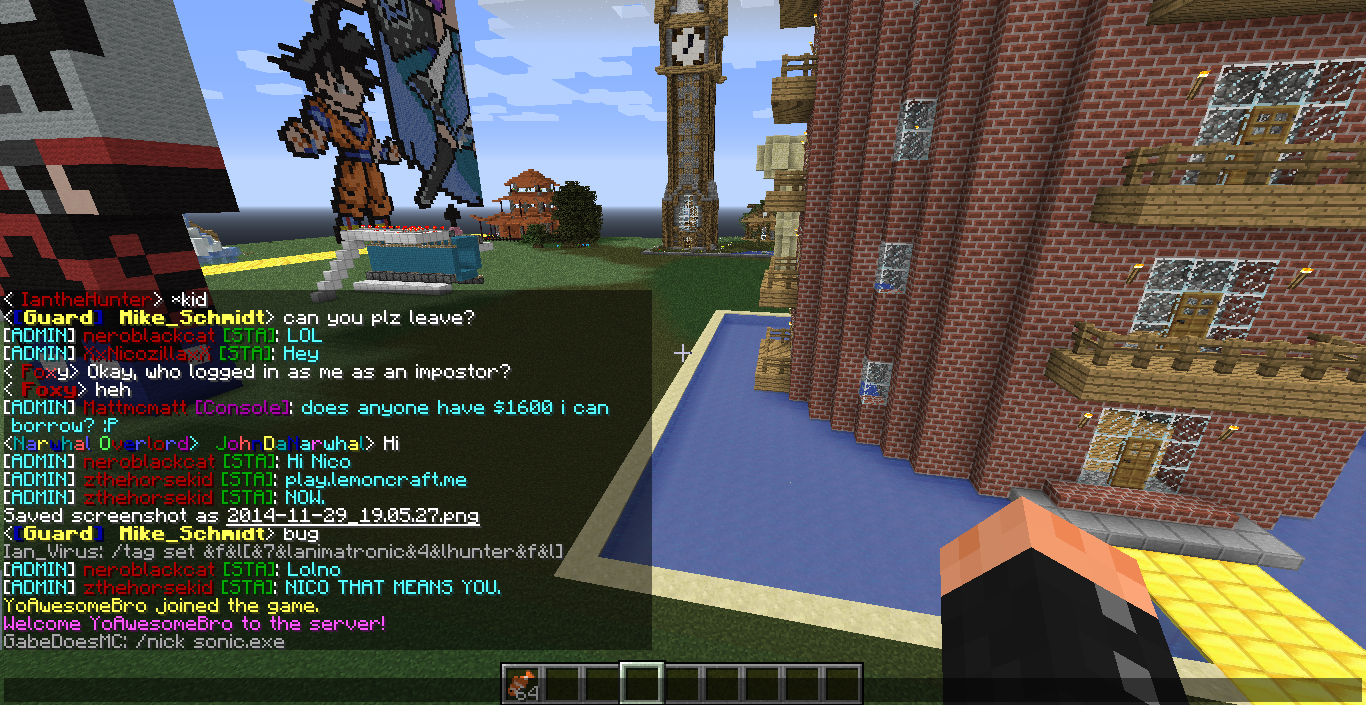 < IantheHunter> *kid
<[Guard] Mike_Schmidt> can you plz leave?
[ADMIN] neroblackcat [STA]: LOL
[ADMIN] XxNicozillaxX [STA]: Hey
< Foxy> Okay, who logged in as me as an impostor?
< Foxy> heh
[ADMIN] Mattmcmatt [Console]: does anyone have $1600 i can
borrow? :P
<Narwhal Overlord> JohnDaNarwhal> Hi
[ADMIN] neroblackcat [STA]: Hi Nico
[ADMIN] zthehorsekid [STA]: play.lemoncraft.me
[ADMIN] zthehorsekid [STA]: NOW.
Saved screenshot as 2014-11-29_19.05.27.png
<[Guard] Mike_Schmidt> bug
Ian_Virus: /tag set &f&l[&7&lanimatronic&4&lhunter&f&l]
[ADMIN] neroblackcat [STA]: Lolno
[ADMIN] zthehorsekid [STA]: NICO THAT MEANS YOU.
YoAwesomeBro joined the game.
Welcome YoAwesomeBro to the server!
GabeDoesMC: /nick sonic.exe
64